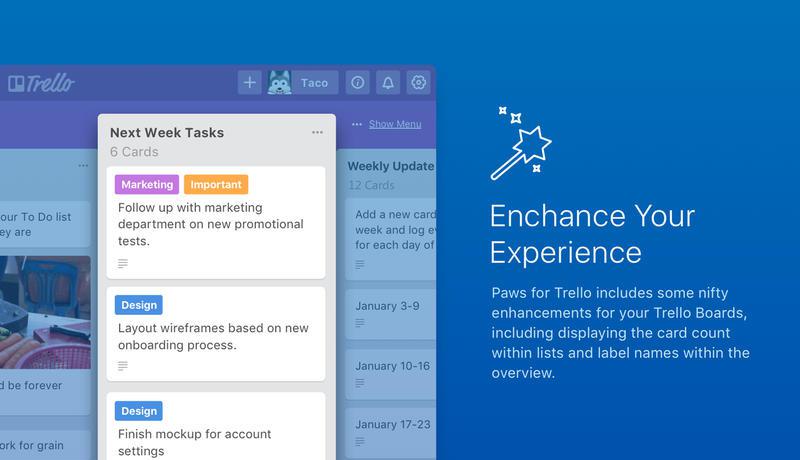 Trello
Taco
Show Menu
our To Do list
ey are
d be forever
ork for grain
Next Week Tasks
6 Cards
Marketing Important
Follow up with marketing
department on new promotional
tests.
Design
Layout wireframes based on new
onboarding process.
Design
Finish mockup for account
settings
Weekly Update
12 Cards
Add a new card
week and log ev
for each day of
January 3-9
January 10-16
January 17-23
Enchance Your
Experience
Paws for Trello includes some nifty
enhancements for your Trello Boards,
including displaying the card count
within lists and label names within the
overview.